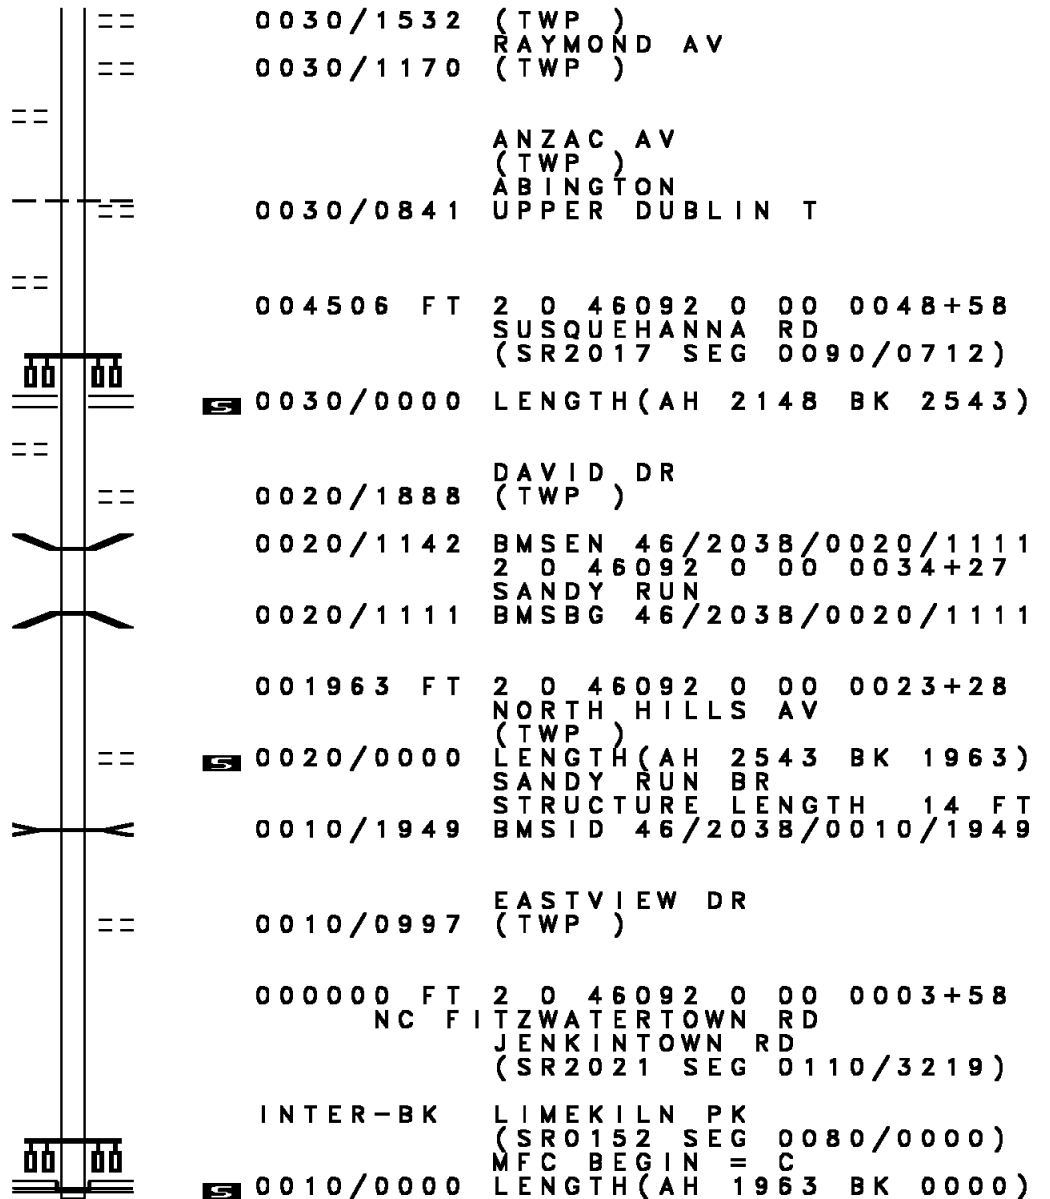 0030/1532 (TWP )
RAYMOND AV
0030/1170 (TWP )
ANZAC AV
(TWP )
ABINGTON
0030/0841 UPPER DUBLIN T
004506 FT 2 0 46092 0 00 0048+58
SUSQUEHANNA RD
(SR2017 SEG 0090/0712)
S 0030/0000 LENGTH(AH 2148 BK 2543)
DAVID DR
0020/1888 (TWP )
0020/1142 BMSEN 46/2038/0020/1111
2 0 46092 0 00 0034+27
SANDY RUN
0020/1111 BMSBG 46/2038/0020/1111
001963 FT 2 0 46092 0 00 0023+28
NORTH HILLS AV
(TWP )
S 0020/0000 LENGTH(AH 2543 BK 1963)
SANDY RUN BR
STRUCTURE LENGTH 14 FT
0010/1949 BMSID 46/2038/0010/1949
EASTVIEW DR
0010/0997 (TWP )
000000 FT 2 0 46092 0 00 0003+58
NC FITZWATERTOWN RD
JENKINTOWN RD
(SR2021 SEG 0110/3219)
INTER-BK LIMEKILN PK
(SR0152 SEG 0080/0000)
MFC BEGIN = C
S 0010/0000 LENGTH(AH 1963 BK 0000)